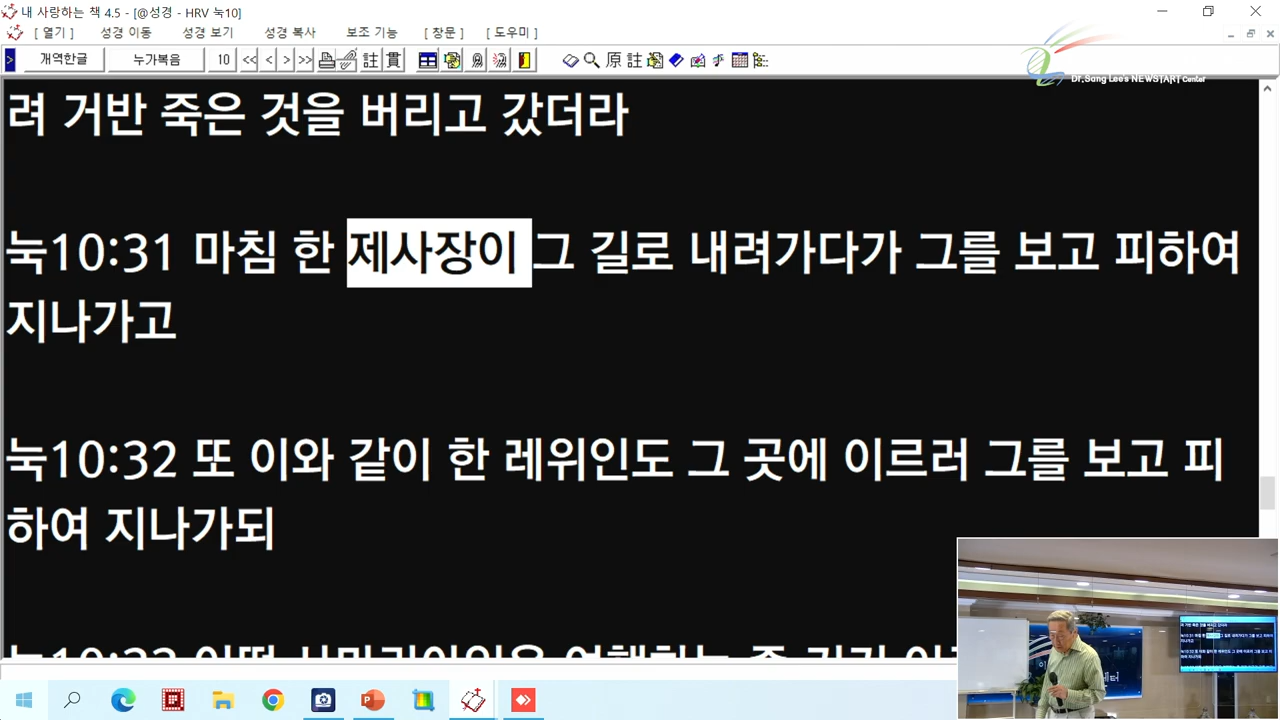 내 사랑하는 책 4.5 - [@성경 - HRV 눅10]
[ 열기 ] 성경 이동 성경 보기 성경 복사 보조 기능 [ 창문 ] [ 도우미 ]
> 개역한글 누가복음 10 << < > >> 註 貫 原 註
Dr.Sang Lee's NEWSTART Center
려 거반 죽은 것을 버리고 갔더라
눅10:31 마침 한 제사장이 그 길로 내려가다가 그를 보고 피하여
지나가고
눅10:32 또 이와 같이 한 레위인도 그 곳에 이르러 그를 보고 피
하여 지나가되